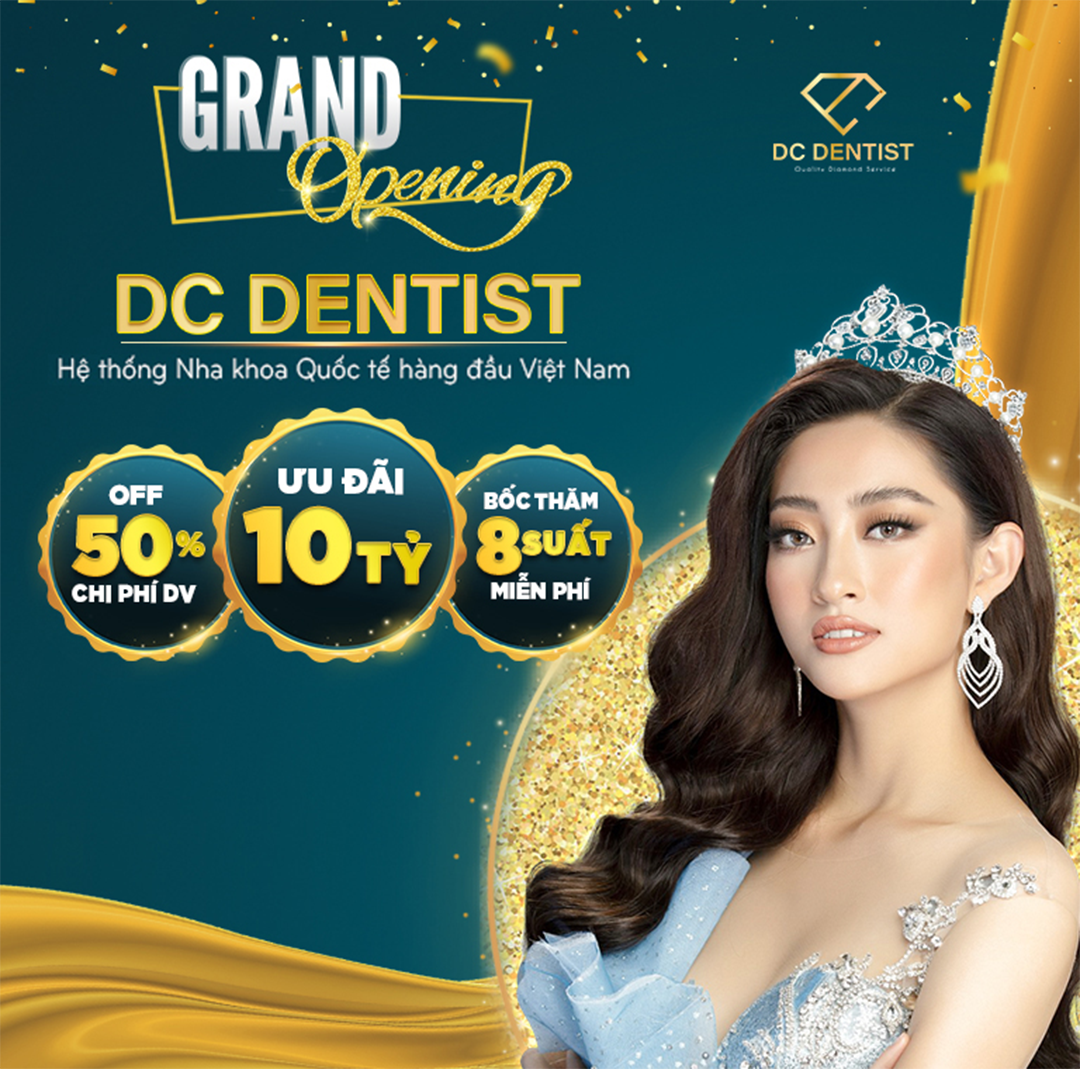 GRAND
Opening
DC DENTIST
Quality Diamond Service
DC DENTIST
Hệ thống Nha khoa Quốc tế hàng đầu Việt Nam
OFF
50%
CHI PHÍ DV
ƯU ĐÃI
10 TỶ
BỐC THĂM
8 SUẤT
MIỄN PHÍ